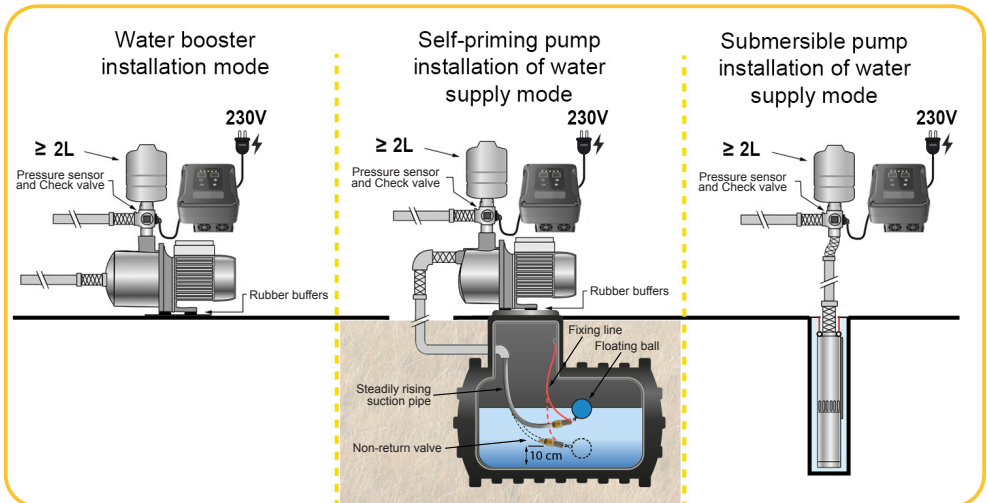 Water booster
installation mode
230V
≥ 2L
Pressure sensor
and Check valve
Rubber buffers
Self-priming pump
installation of water
supply mode
230V
≥ 2L
Pressure sensor
and Check valve
Rubber buffers
Fixing line
Floating ball
Steadily rising
suction pipe
Non-return valve
10 cm
Submersible pump
installation of water
supply mode
230V
≥ 2L
Pressure sensor
and Check valve